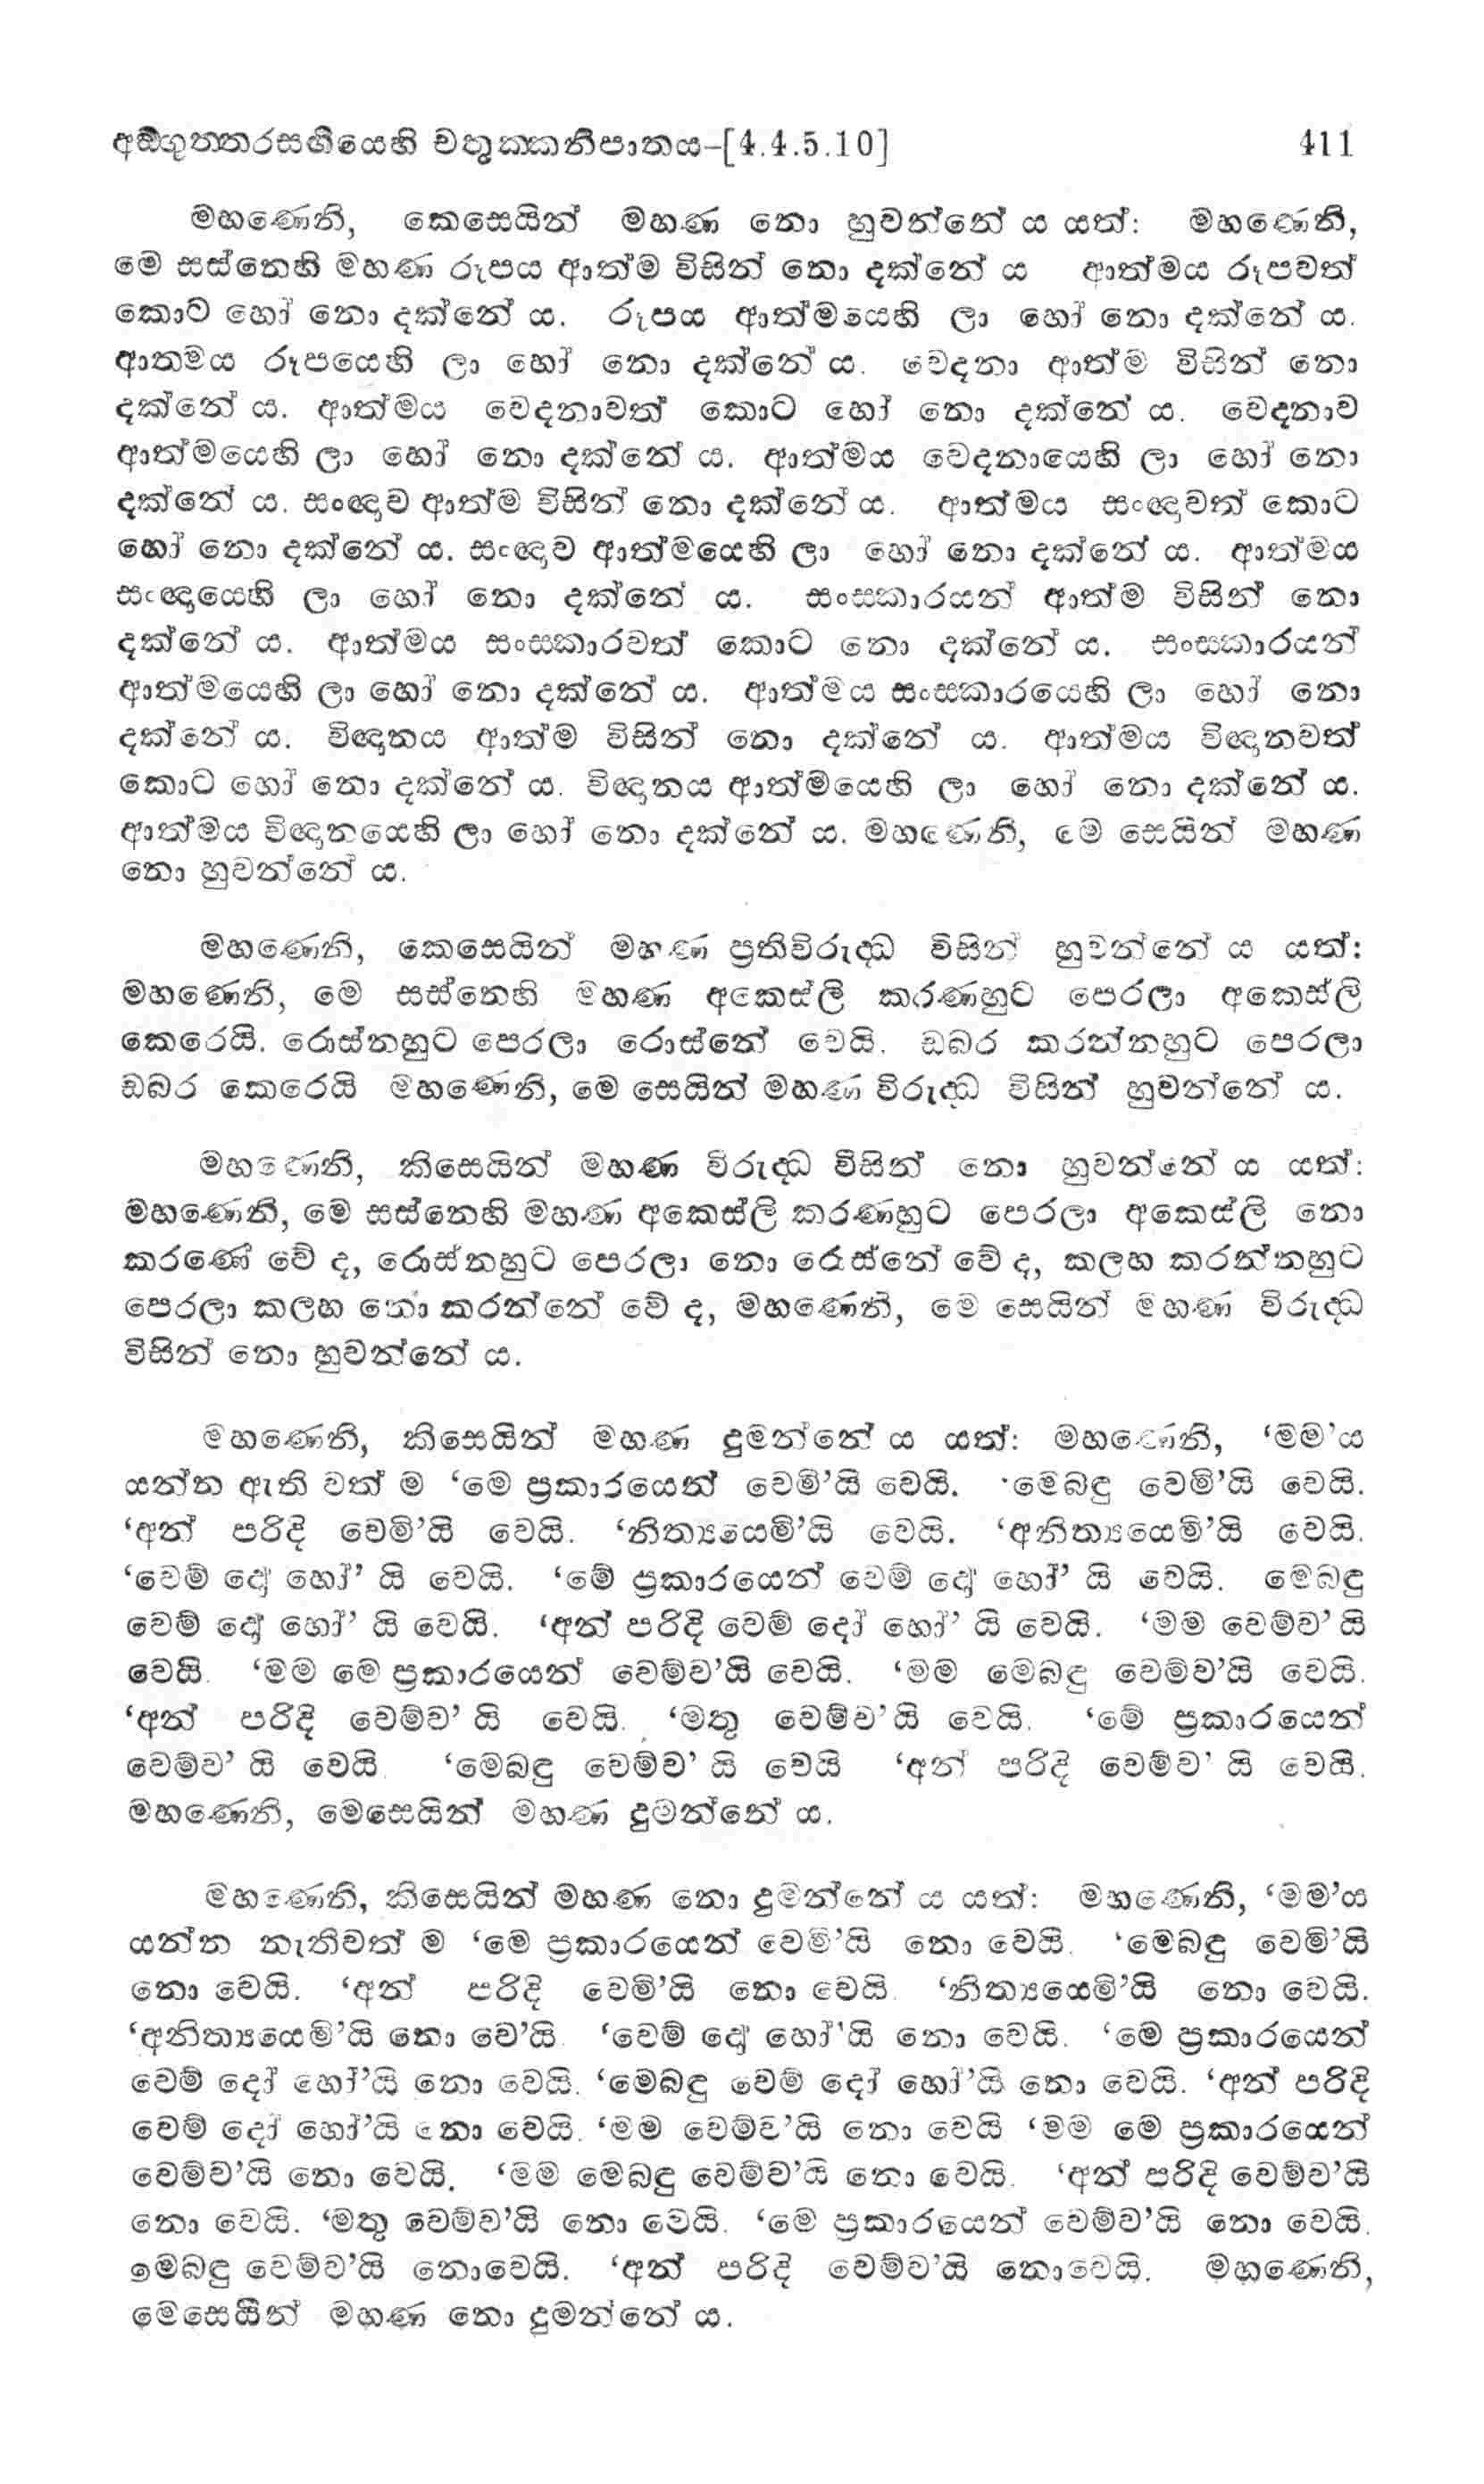 අඞ්ගුත්තරසඟියෙහි චතුක්කනිපාතය-[4.4.5.10] 411
මහණෙනි, කෙසෙයින් මහණ නො හුවන්නේ ය යත්: මහණෙනි,
මෙ සස්නෙහි මහණ රූපය ආත්ම විසින් නො දක්නේ ය ආත්මය රූපවත්
කොට හෝ නො දක්නේ ය. රූපය ආත්මයෙහි ලා හෝ නො දක්නේ ය.
ආතමය රූපයෙහි ලා හෝ නො දක්නේ ය. වෙදනා ආත්ම විසින් නො
දක්නේ ය. ආත්මය වෙදනාවත් කොට හෝ නො දක්නේ ය. වෙදනාව
ආත්මයෙහි ලා හෝ නො දක්නේ ය. ආත්මය වෙදනායෙහි ලා හෝ නො
දක්නේ ය. සංඥාව ආත්ම විසින් නො දක්නේ ය. ආත්මය සංඥාවත් කොට
හෝ නො දක්නේ ය. සංඥාව ආත්මයෙහි ලා හෝ නො දක්නේ ය. ආත්මය
සංඥායෙහි ලා හෝ නො දක්නේ ය. සංසකාරයන් ආත්ම විසින් නො
දක්නේ ය. ආත්මය සංසකාරවත් කොට නො දක්නේ ය. සංසකාරයන්
ආත්මයෙහි ලා හෝ නො දක්නේ ය. ආත්මය සංසකාරයෙහි ලා හෝ නො
දක්නේ ය. විඥානය ආත්ම විසින් නො දක්නේ ය. ආත්මය විඥානවත්
කොට හෝ නො දක්නේ ය. විඥානය ආත්මයෙහි ලා හෝ නො දක්නේ ය.
ආත්මය විඥානයෙහි ලා හෝ නො දක්නේ ය. මහණෙනි, මෙ සෙයින් මහණ
නො හුවන්නේ ය.
මහණෙනි, කෙසෙයින් මහණ ප්‍රතිවිරුද්ධ විසින් හුවන්නේ ය යත්:
මහණෙනි, මෙ සස්නෙහි මහණ අකෙස්ලි කරණහුට පෙරලා අකෙස්ලි
කෙරෙයි. රොස්නහුට පෙරලා රොස්නේ වෙයි. ඩබර කරන්නහුට පෙරලා
ඩබර කෙරෙයි මහණෙනි, මෙ සෙයින් මහණ විරුද්ධ විසින් හුවන්නේ ය.
මහණෙනි, කිසෙයින් මහණ විරුද්ධ විසින් නො හුවන්නේ ය යත්:
මහණෙනි, මෙ සස්නෙහි මහණ අකෙස්ලි කරණහුට පෙරලා අකෙස්ලි නො
කරණේ වේ ද, රොස්නහුට පෙරලා නො රොස්නේ වේ ද, කලහ කරන්නහුට
පෙරලා කලහ නො කරන්නේ වේ ද, මහණෙනි, මෙ සෙයින් මහණ විරුද්ධ
විසින් නො හුවන්නේ ය.
මහණෙනි, කිසෙයින් මහණ දුමන්නේ ය යත්: මහණෙනි, ‘මම’ය
යන්න ඇති වත් ම ‘මෙ ප්‍රකාරයෙන් වෙමි’යි වෙයි. ‘මෙබඳු වෙමි’යි වෙයි.
‘අන් පරිදි වෙමි’යි වෙයි. ‘නිත්‍යයෙමි’යි වෙයි. ‘අනිත්‍යයෙමි’යි වෙයි.
‘වෙම් දෝ හෝ’ යි වෙයි. ‘මේ ප්‍රකාරයෙන් වෙම් දෝ හෝ’ යි වෙයි. මෙබඳු
වෙම් දෝ හෝ’ යි වෙයි. ‘අන් පරිදි වෙම් දෝ හෝ’ යි වෙයි. ‘මම වෙම්ව’ යි
වෙයි. ‘මම මෙ ප්‍රකාරයෙන් වෙම්ව’යි වෙයි. ‘මම මෙබඳු වෙම්ව’යි වෙයි.
‘අන් පරිදි වෙම්ව’ යි වෙයි. ‘මතු වෙම්ව’යි වෙයි. ‘මේ ප්‍රකාරයෙන්
වෙම්ව’ යි වෙයි. ‘මෙබඳු වෙම්ව’ යි වෙයි ‘අන් පරිදි වෙම්ව’ යි වෙයි.
මහණෙනි, මෙසෙයින් මහණ දුමන්නේ ය.
මහණෙනි, කිසෙයින් මහණ නො දුමන්නේ ය යත්: මහණෙනි, ‘මම’ය
යන්න නැතිවත් ම ‘මෙ ප්‍රකාරයෙන් වෙමි’යි නො වෙයි. ‘මෙබඳු වෙමි’යි
නො වෙයි. ‘අන් පරිදි වෙමි’යි නො වෙයි. ‘නිත්‍යයෙමි’යි නො වෙයි.
‘අනිත්‍යයෙමි’යි නො වෙ’යි. ‘වෙම් දෝ හෝ’යි නො වෙයි. ‘මෙ ප්‍රකාරයෙන්
වෙම් දෝ හෝ’යි නො වෙයි. ‘මෙබඳු වෙම් දෝ හෝ’යි නො වෙයි. ‘අන් පරිදි
වෙම් දෝ හෝ’යි නො වෙයි. ‘මම වෙම්ව’යි නො වෙයි ‘මම මෙ ප්‍රකාරයෙන්
වෙම්ව’යි නො වෙයි. ‘මම මෙබඳු වෙම්ව’යි නො වෙයි. ‘අන් පරිදි වෙම්ව’යි
නො වෙයි. ‘මතු වෙම්ව’යි නො වෙයි. ‘මෙ ප්‍රකාරයෙන් වෙම්ව’යි නො වෙයි.
මෙබඳු වෙම්ව’යි නොවෙයි. ‘අන් පරිදි වෙම්ව’යි නොවෙයි. මහණෙනි,
මෙසෙයින් මහණ නො දුමන්නේ ය.